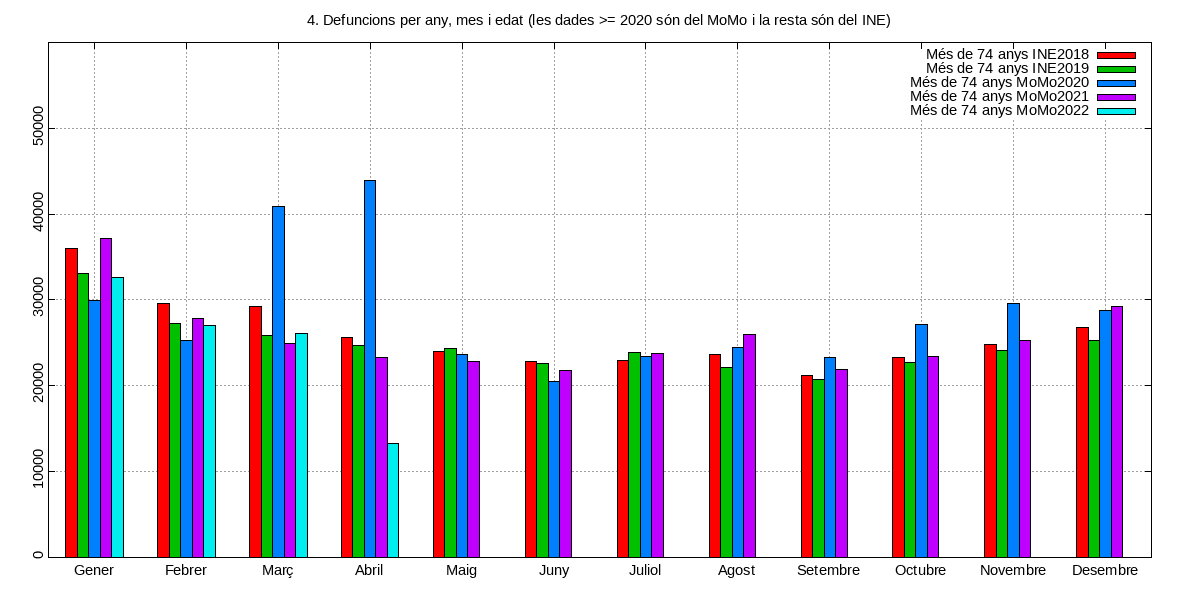 4. Defuncions per any, mes i edat (les dades >= 2020 són del MoMo i la resta són del INE)
Més de 74 anys INE2018
Més de 74 anys INE2019
Més de 74 anys MoMo2020
Més de 74 anys MoMo2021
Més de 74 anys MoMo2022
50000
40000
30000
20000
10000
0
Gener Febrer Març Abril Maig Juny Juliol Agost Setembre Octubre Novembre Desembre